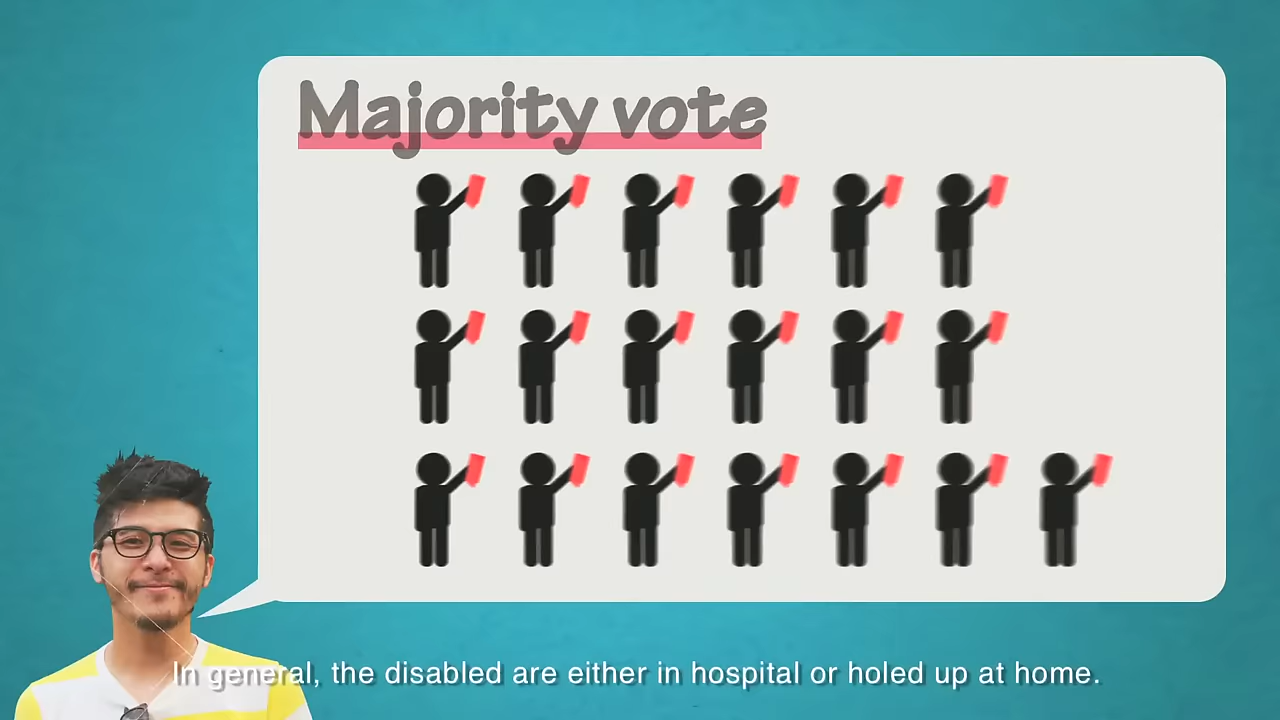 Majority vote
In general, the disabled are either in hospital or holed up at home.